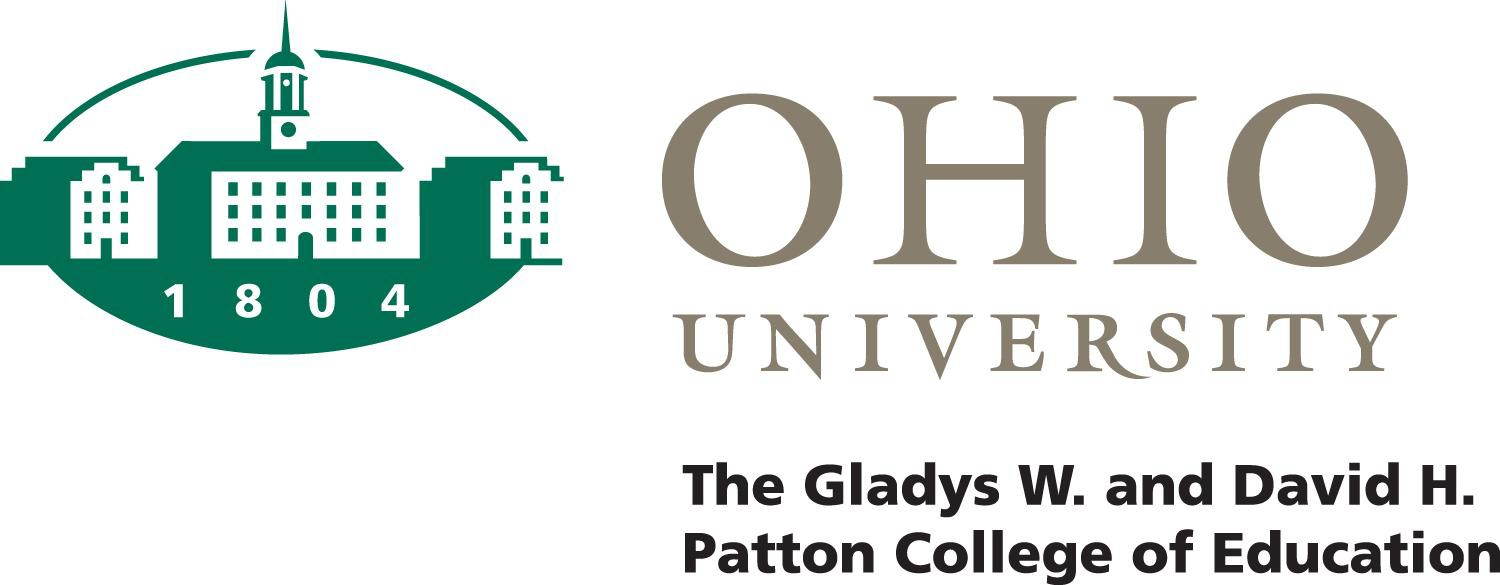 1804
OHIO
UNIVERSITY
The Gladys W. and David H.
Patton College of Education